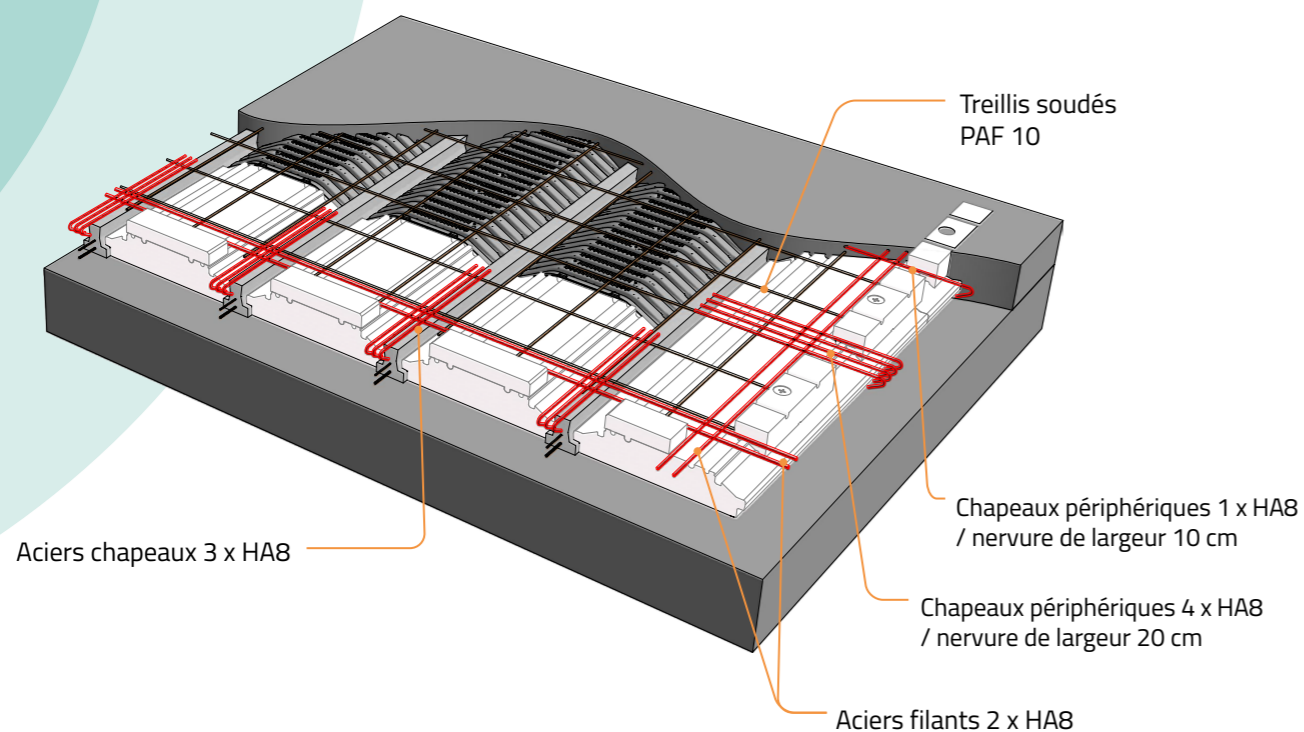 Treillis soudés
PAF 10
Chapeaux périphériques 1 x HA8
/ nervure de largeur 10 cm
Aciers chapeaux 3 x HA8
Chapeaux périphériques 4 x HA8
/ nervure de largeur 20 cm
Aciers filants 2 x HA8